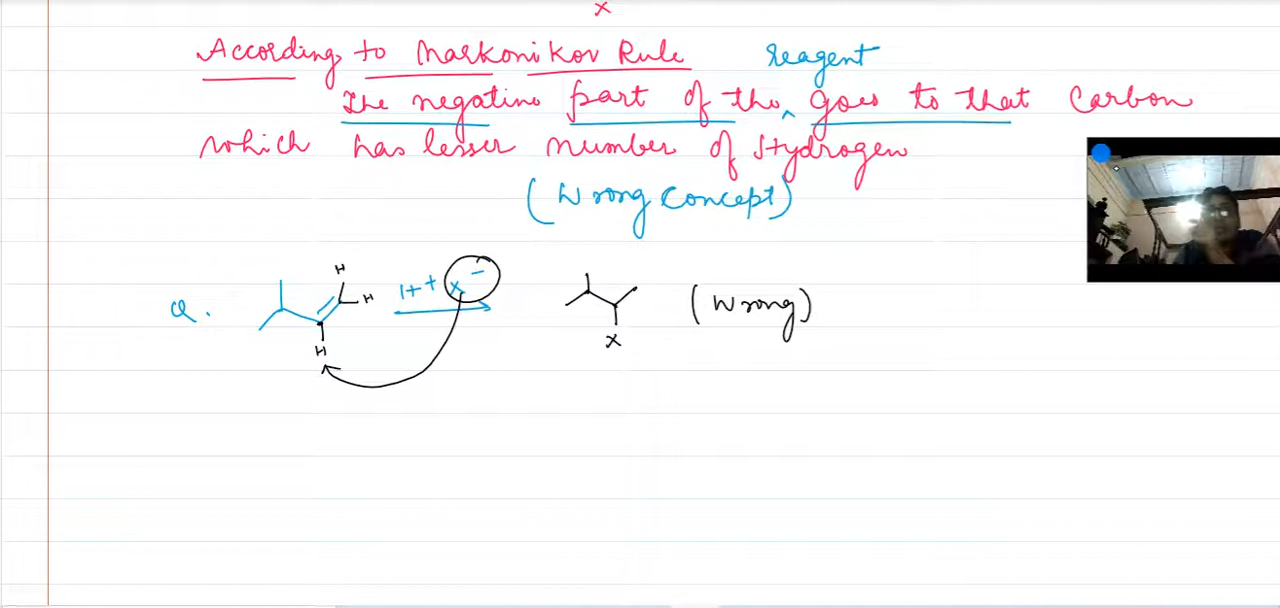 x
According to Markonikov Rule
reagent
The negative part of the ^ goes to that Carbon
which has lesser number of Hydrogen
(Wrong Concept)
Q.
H
H
H
H+ x-
X
(Wrong)